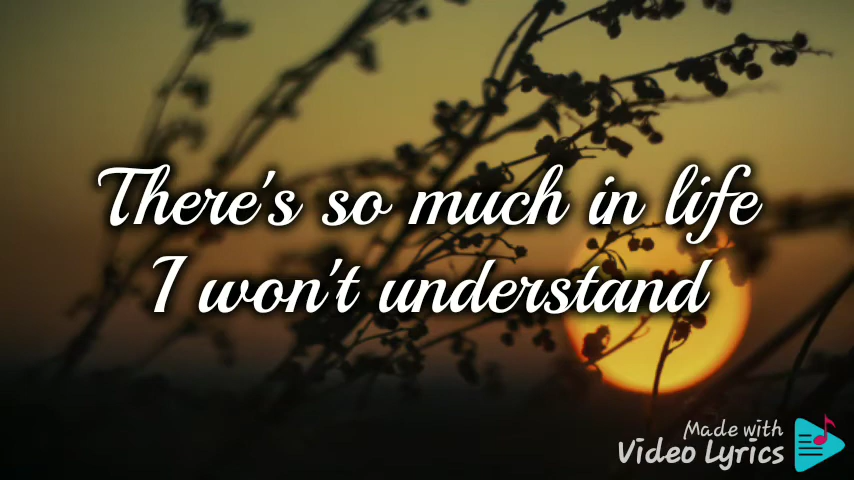 There's so much in life
I won't understand
Made with
Video Lyrics